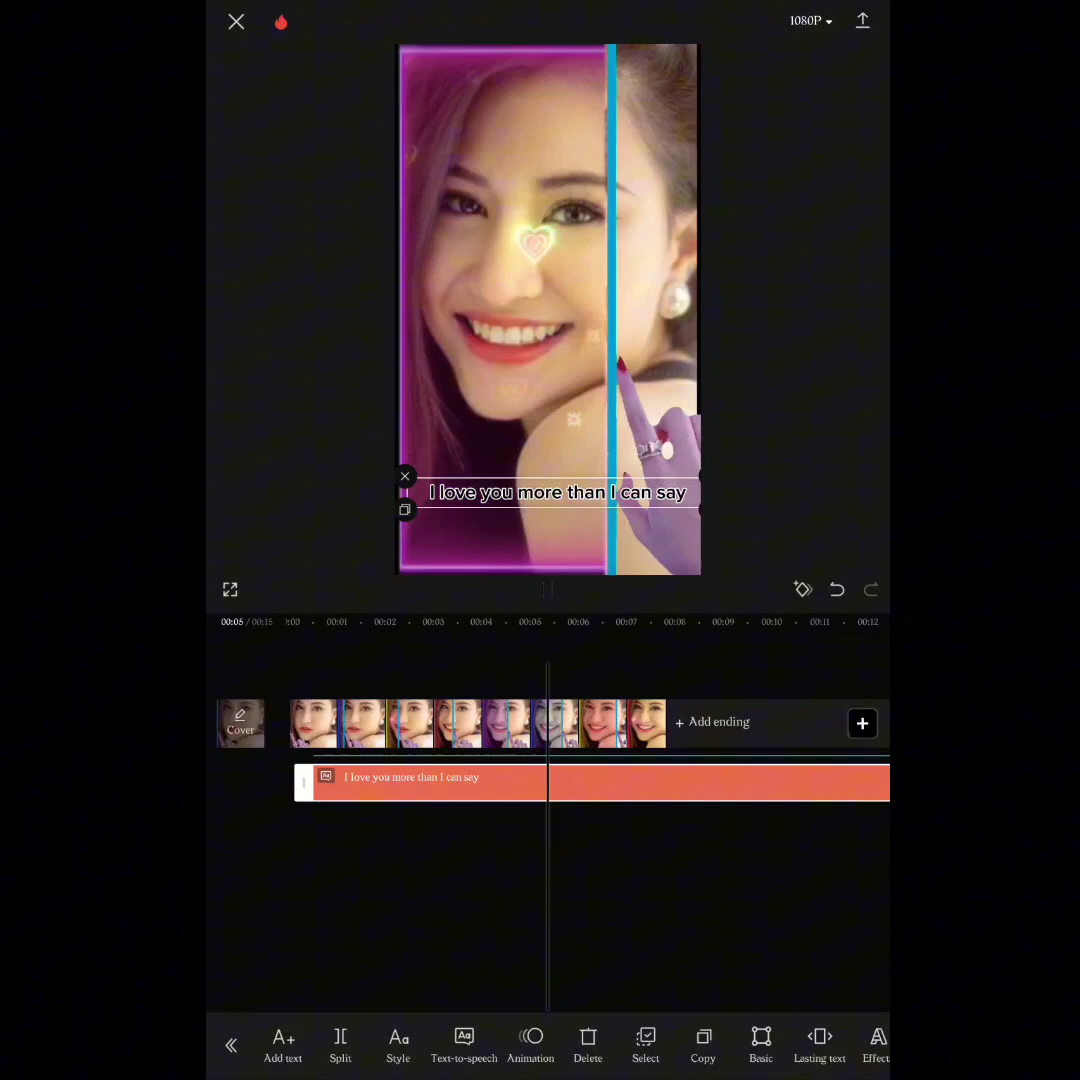 1080P
I love you more than I can say
00:05 / 00:15
00:01
00:02
00:03
00:04
00:05
00:06
00:07
00:08
00:09
00:10
00:11
00:12
Cover
+ Add ending
I love you more than I can say
Add text
Split
Style
Text-to-speech
Animation
Delete
Select
Copy
Basic
Lasting text
Effect